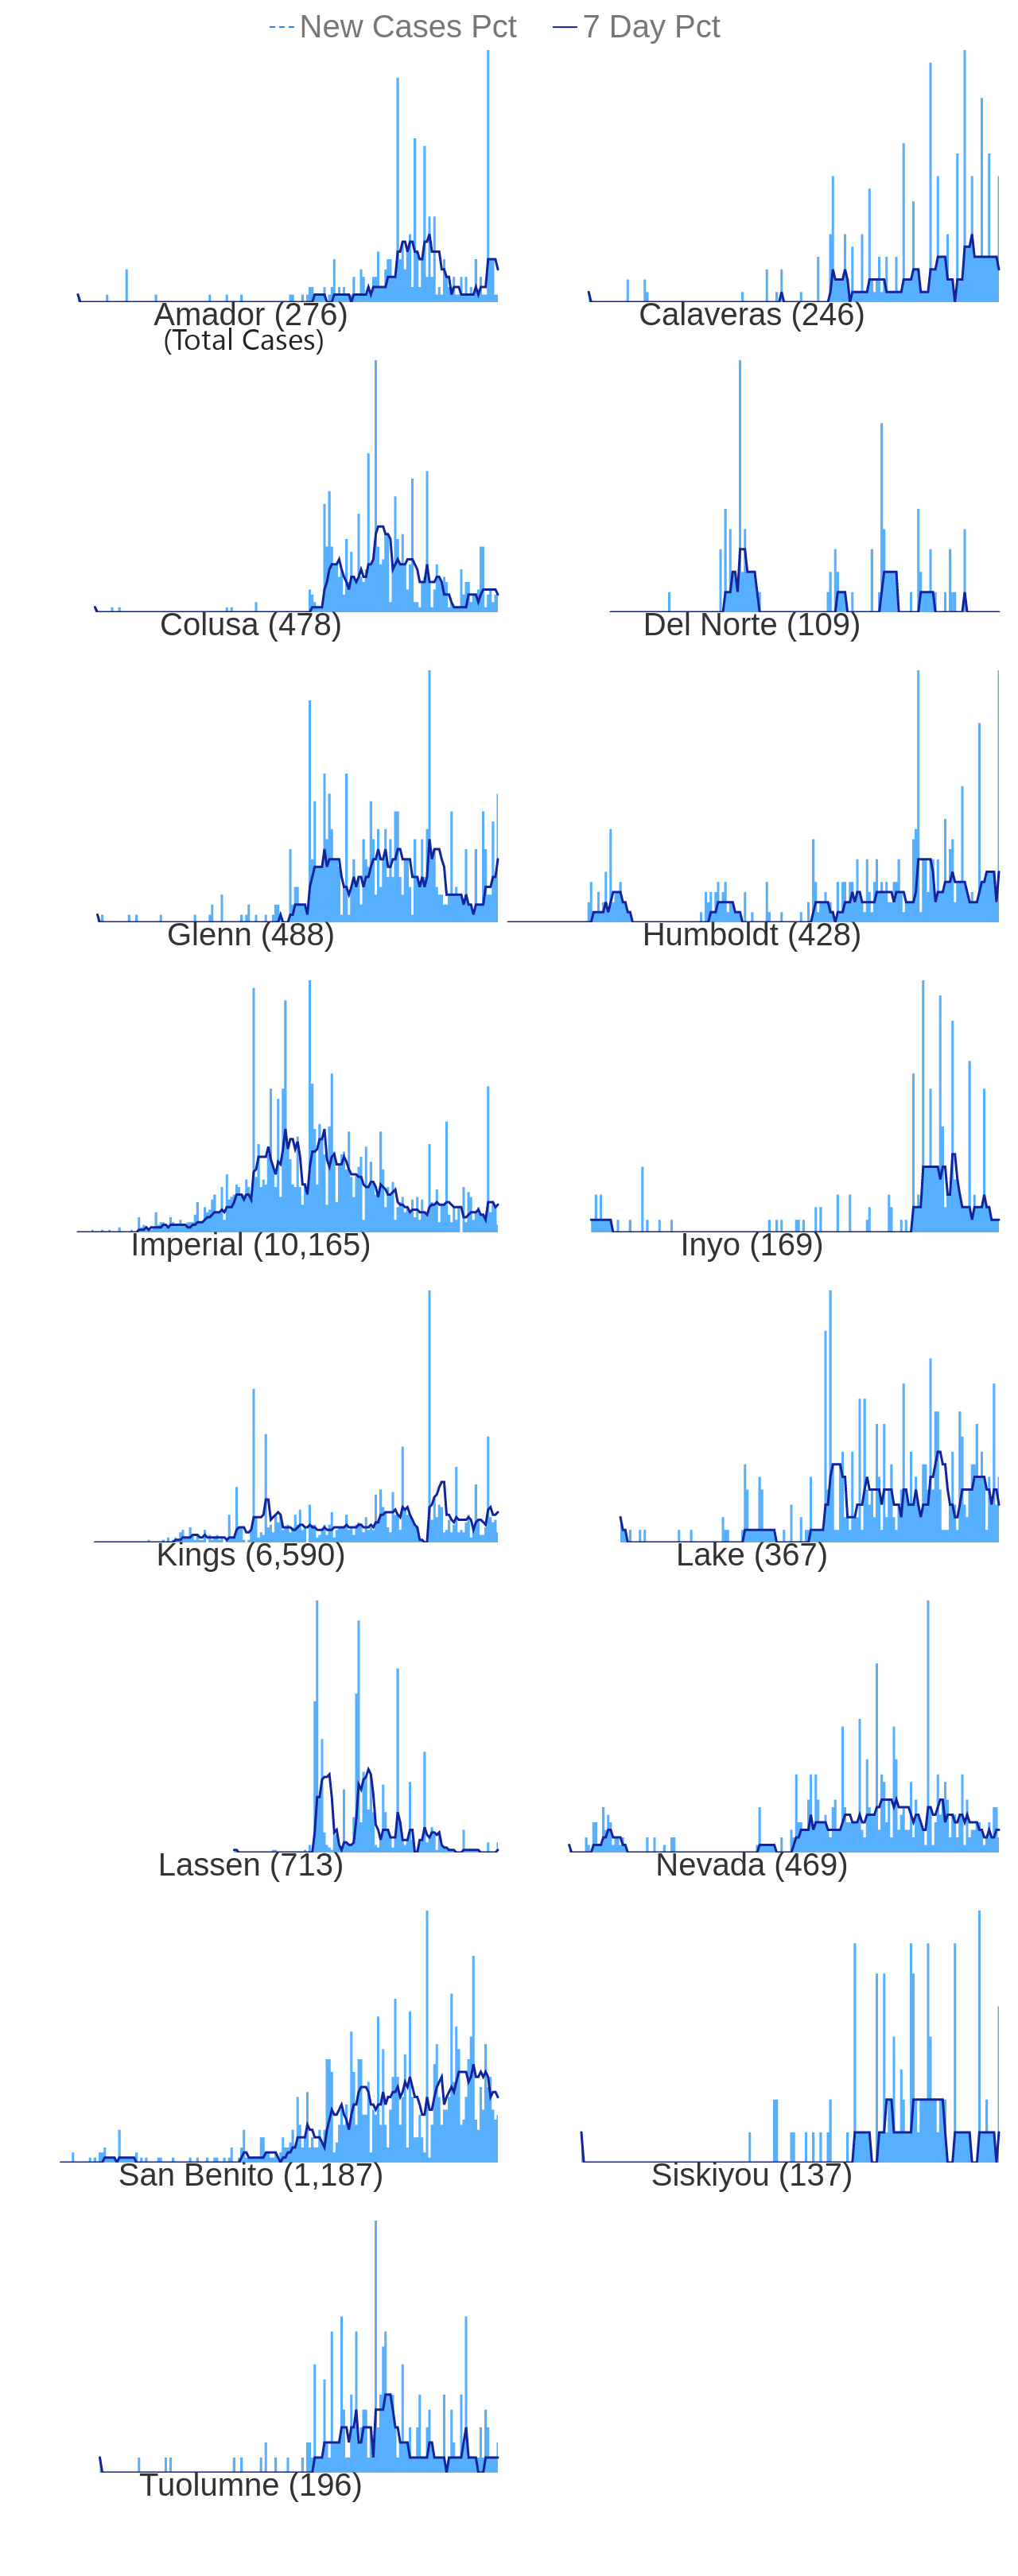 New Cases Pct 7 Day Pct
Amador (276) Calaveras (246)
(Total Cases)
Colusa (478) Del Norte (109)
Glenn (488) Humboldt (428)
Imperial (10,165) Inyo (169)
Kings (6,590) Lake (367)
Lassen (713) Nevada (469)
San Benito (1,187) Siskiyou (137)
Tuolumne (196)